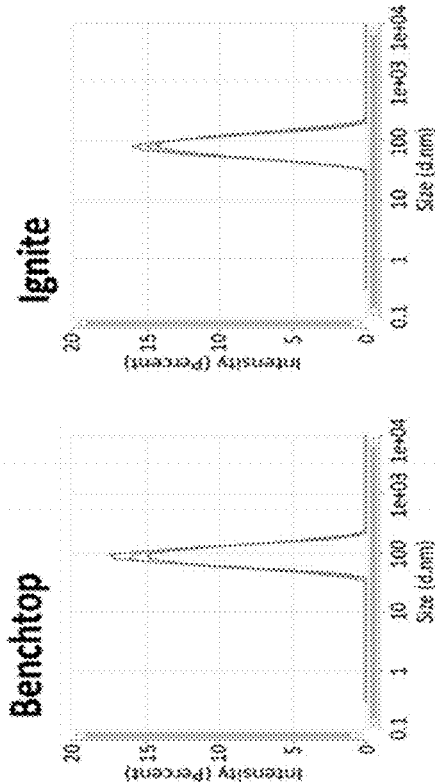 Benchtop
Intensity (Percent)
20
15
10
5
0
0.1 1 10 100 1e+03 1e+04
Size (d.nm)
Ignite
Intensity (Percent)
20
15
10
5
0
0.1 1 10 100 1e+03 1e+04
Size (d.nm)